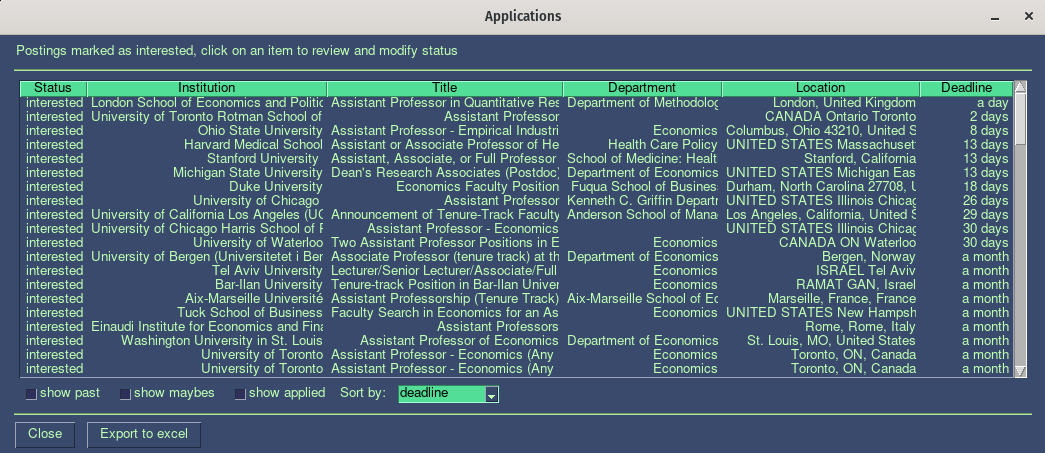 Applications
Postings marked as interested, click on an item to review and modify status
Status Institution Title Department Location Deadline
interested London School of Economics and Politic Assistant Professor in Quantitative Res Department of Methodolog London, United Kingdom a day
interested University of Toronto Rotman School of Assistant Professor CANADA Ontario Toronto 2 days
interested Ohio State University Assistant Professor - Empirical Industri Economics Columbus, Ohio 43210, United S 8 days
interested Harvard Medical School Assistant or Associate Professor of He Health Care Policy UNITED STATES Massachuset 13 days
interested Stanford University Assistant, Associate, or Full Professor School of Medicine: Healt Stanford, California 13 days
interested Michigan State University Dean's Research Associates (Postdoc) Department of Economics UNITED STATES Michigan Eas 13 days
interested Duke University Economics Faculty Position Fuqua School of Busines Durham, North Carolina 27708, U 18 days
interested University of Chicago Assistant Professor Kenneth C. Griffin Departm UNITED STATES Illinois Chicag 26 days
interested University of California Los Angeles (UC Announcement of Tenure-Track Faculty Anderson School of Mana Los Angeles, California, United S 29 days
interested University of Chicago Harris School of P Assistant Professor - Economics UNITED STATES Illinois Chicag 30 days
interested University of Waterloo Two Assistant Professor Positions in E Economics CANADA ON Waterloo 30 days
interested University of Bergen (Universitetet i Ber Associate Professor (tenure track) at th Department of Economics Bergen, Norway a month
interested Tel Aviv University Lecturer/Senior Lecturer/Associate/Full Economics ISRAEL Tel Aviv a month
interested Bar-Ilan University Tenure-track Position in Bar-Ilan Univer Economics RAMAT GAN, Israel a month
interested Aix-Marseille Université Assistant Professorship (Tenure Track) Aix-Marseille School of Ec Marseille, France, France a month
interested Tuck School of Business Faculty Search in Economics for an As Economics UNITED STATES New Hampsh a month
interested Einaudi Institute for Economics and Fina Assistant Professors Rome, Rome, Italy a month
interested Washington University in St. Louis Assistant Professor of Economics Department of Economics St. Louis, MO, United States a month
interested University of Toronto Assistant Professor - Economics (Any Economics Toronto, ON, Canada a month
interested University of Toronto Assistant Professor - Economics (Any Economics Toronto, ON, Canada a month
show past show maybes show applied Sort by: deadline
Close Export to excel